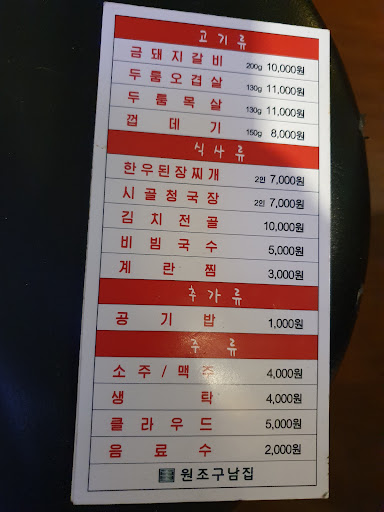 고기류
금돼지갈비 200g 10,000원
두툼오겹살 130g 11,000원
두툼목살 130g 11,000원
껍데기 150g 8,000원
식사류
한우된장찌개 2인 7,000원
시골청국장 2인 7,000원
김치전골 10,000원
비빔국수 5,000원
계란찜 3,000원
추가류
공기밥 1,000원
주류
소주/맥주 4,000원
생탁 4,000원
클라우드 5,000원
음료수 2,000원
원조구남집